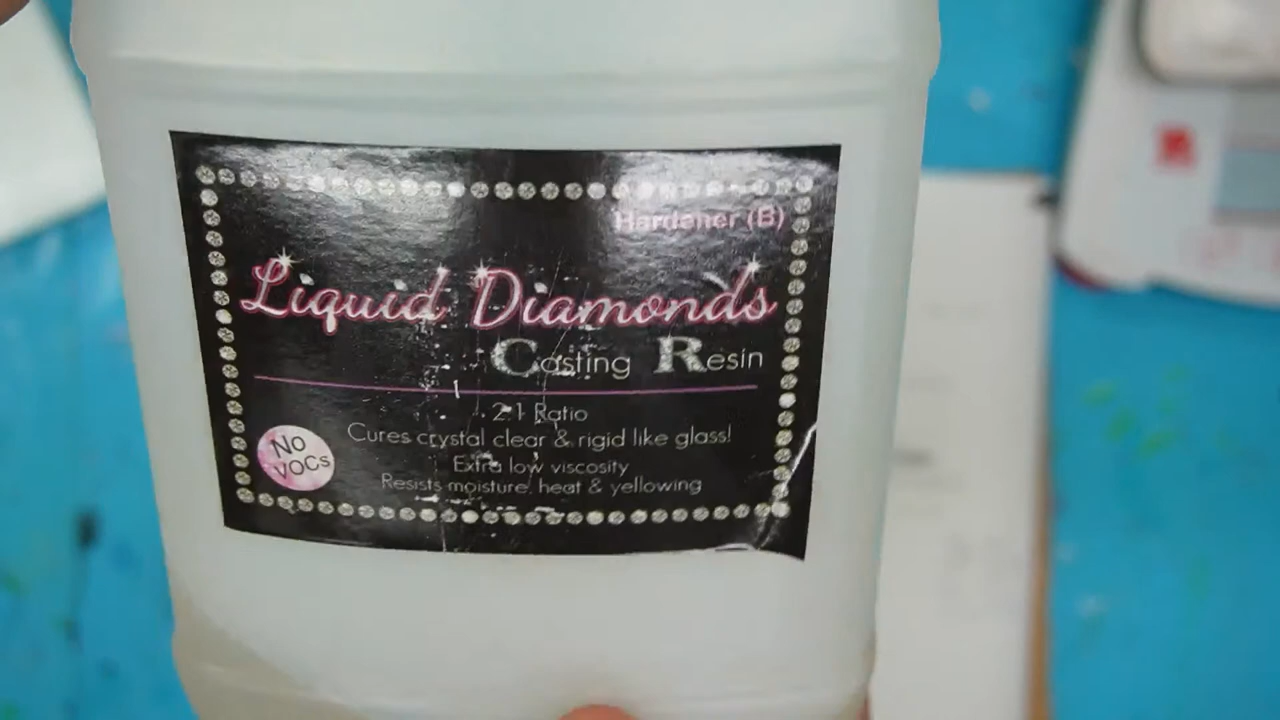 Hardener (B)
Liquid Diamonds
Casting Resin
2:1 Ratio
Cures crystal clear & rigid like glass!
Extra low viscosity
Resists moisture, heat & yellowing
NO
VOCs